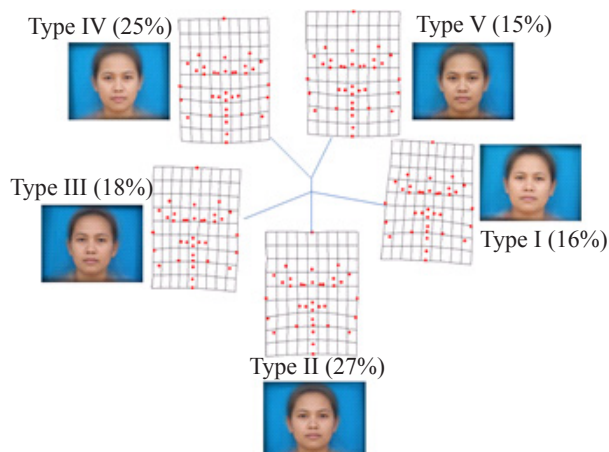 Type IV (25%)
Type V (15%)
Type III (18%)
Type I (16%)
Type II (27%)